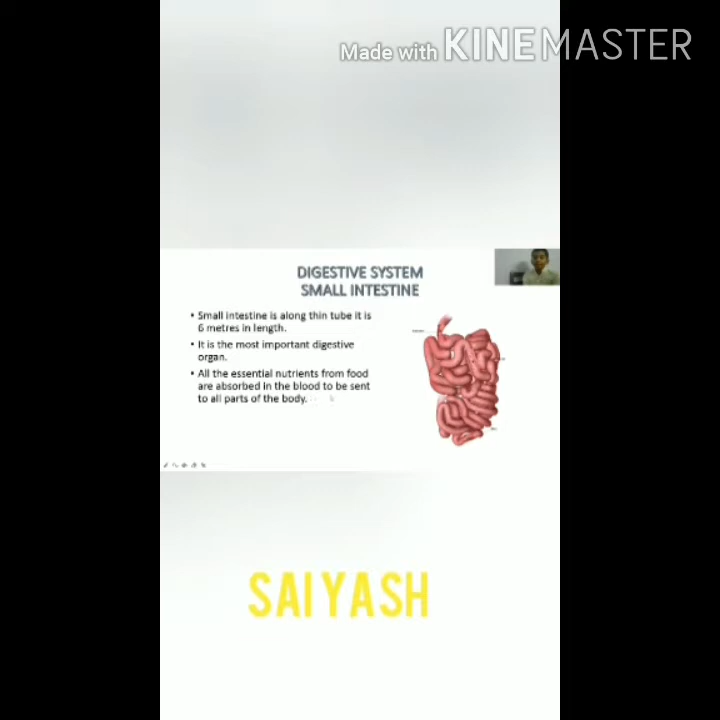 Made with KINEMASTER
DIGESTIVE SYSTEM
SMALL INTESTINE
• Small intestine is along thin tube it is
6 metres in length.
• It is the most important digestive
organ.
• All the essential nutrients from food
are absorbed in the blood to be sent
to all parts of the body.
SAI YASH